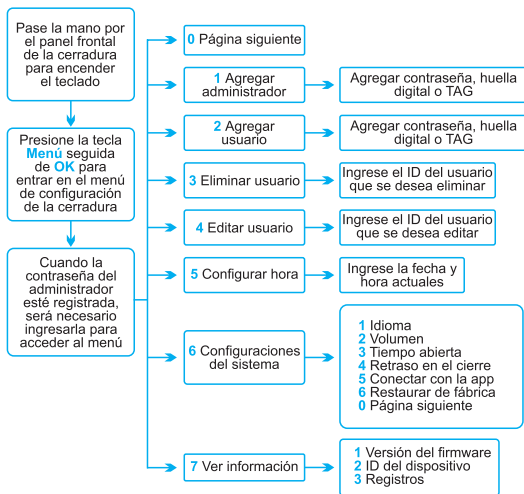 Pase la mano por
el panel frontal
de la cerradura
para encender
el teclado
Presione la tecla
Menú seguida
de OK para
entrar en el menú
de configuración
de la cerradura
Cuando la
contraseña del
administrador
esté registrada,
será necesario
ingresarla para
acceder al menú
0 Página siguiente
1 Agregar
administrador
Agregar contraseña, huella
digital o TAG
2 Agregar
usuario
Agregar contraseña, huella
digital o TAG
3 Eliminar usuario
Ingrese el ID del usuario
que se desea eliminar
4 Editar usuario
Ingrese el ID del usuario
que se desea editar
5 Configurar hora
Ingrese la fecha y
hora actuales
6 Configuraciones
del sistema
1 Idioma
2 Volumen
3 Tiempo abierta
4 Retraso en el cierre
5 Conectar con la app
6 Restaurar de fábrica
0 Página siguiente
7 Ver información
1 Versión del firmware
2 ID del dispositivo
3 Registros